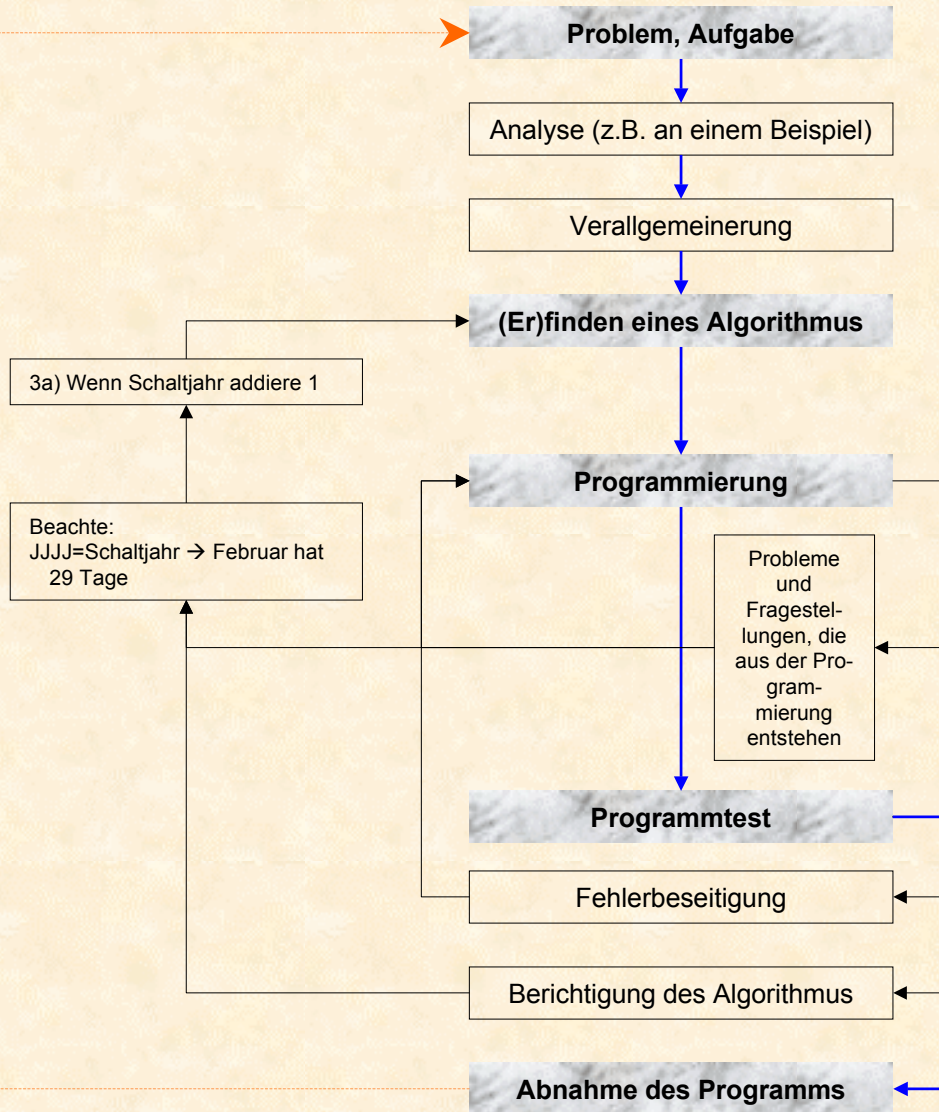 Problem, Aufgabe
Analyse (z.B. an einem Beispiel)
Verallgemeinerung
(Er)finden eines Algorithmus
3a) Wenn Schaltjahr addiere 1
Programmierung
Beachte:
JJJJ=Schaltjahr → Februar hat
29 Tage
Probleme
und
Fragestel-
lungen, die
aus der Pro-
gram-
mierung
entstehen
Programmtest
Fehlerbeseitigung
Berichtigung des Algorithmus
Abnahme des Programms